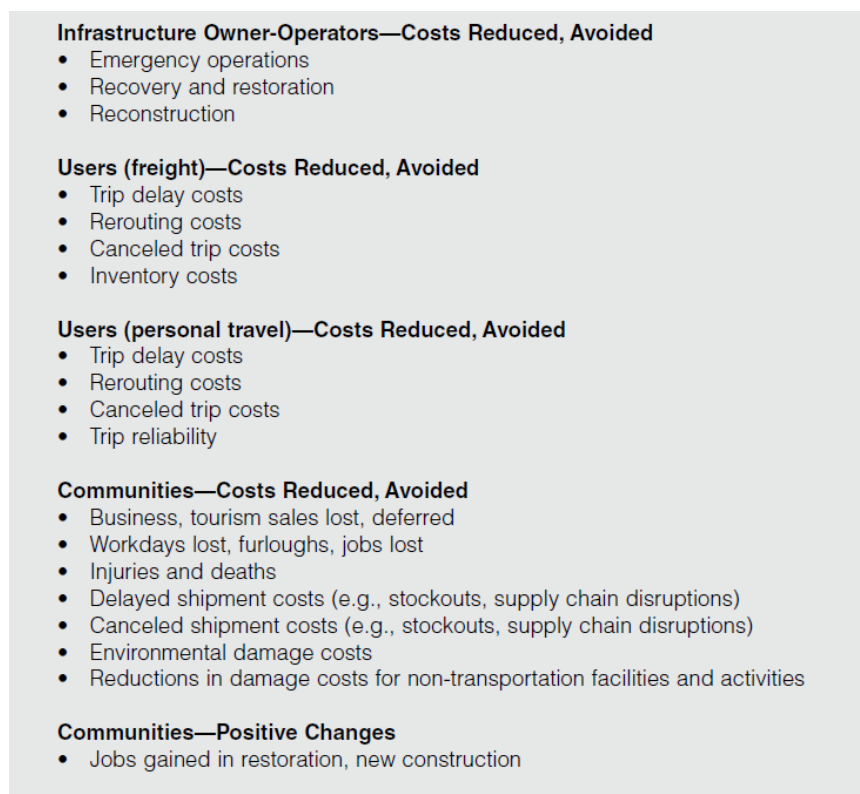 Infrastructure Owner-Operators—Costs Reduced, Avoided
• Emergency operations
• Recovery and restoration
• Reconstruction
Users (freight)—Costs Reduced, Avoided
• Trip delay costs
• Rerouting costs
• Canceled trip costs
• Inventory costs
Users (personal travel)—Costs Reduced, Avoided
• Trip delay costs
• Rerouting costs
• Canceled trip costs
• Trip reliability
Communities—Costs Reduced, Avoided
• Business, tourism sales lost, deferred
• Workdays lost, furloughs, jobs lost
• Injuries and deaths
• Delayed shipment costs (e.g., stockouts, supply chain disruptions)
• Canceled shipment costs (e.g., stockouts, supply chain disruptions)
• Environmental damage costs
• Reductions in damage costs for non-transportation facilities and activities
Communities—Positive Changes
• Jobs gained in restoration, new construction